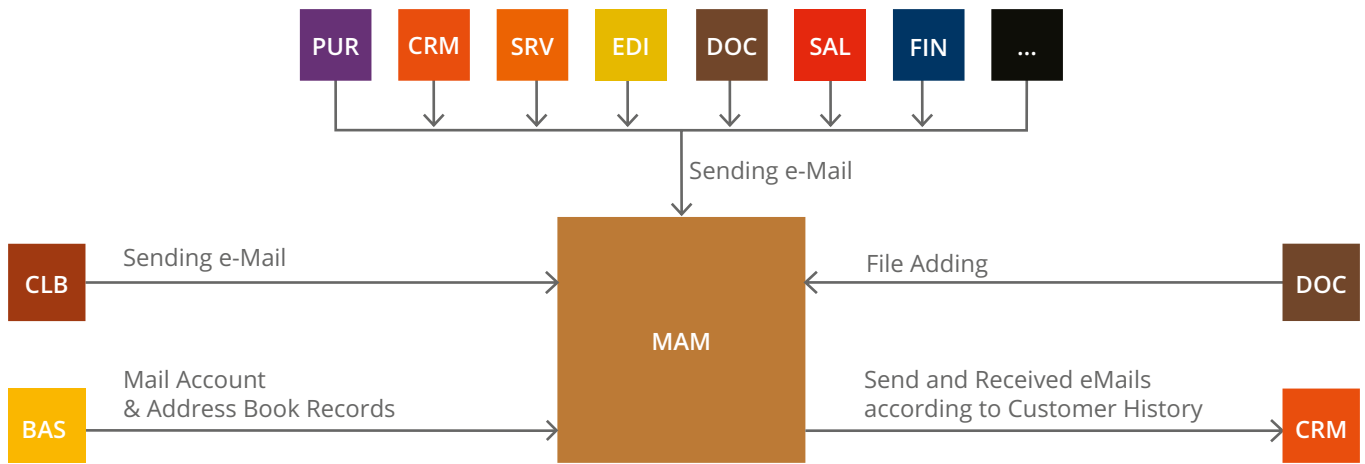 PUR CRM SRV EDI DOC SAL FIN ...
Sending e-Mail
CLB
Sending e-Mail
File Adding
DOC
MAM
BAS
Mail Account
& Address Book Records
Send and Received eMails
according to Customer History
CRM